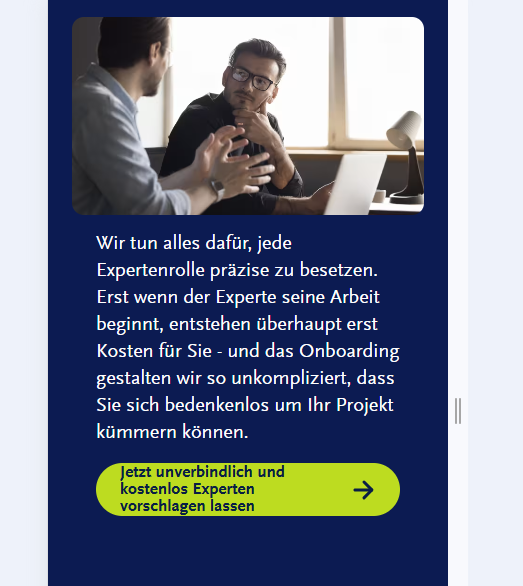 Wir tun alles dafür, jede
Expertenrolle präzise zu besetzen.
Erst wenn der Experte seine Arbeit
beginnt, entstehen überhaupt erst
Kosten für Sie - und das Onboarding
gestalten wir so unkompliziert, dass
Sie sich bedenkenlos um Ihr Projekt
kümmern können.
Jetzt unverbindlich und
kostenlos Experten
vorschlagen lassen